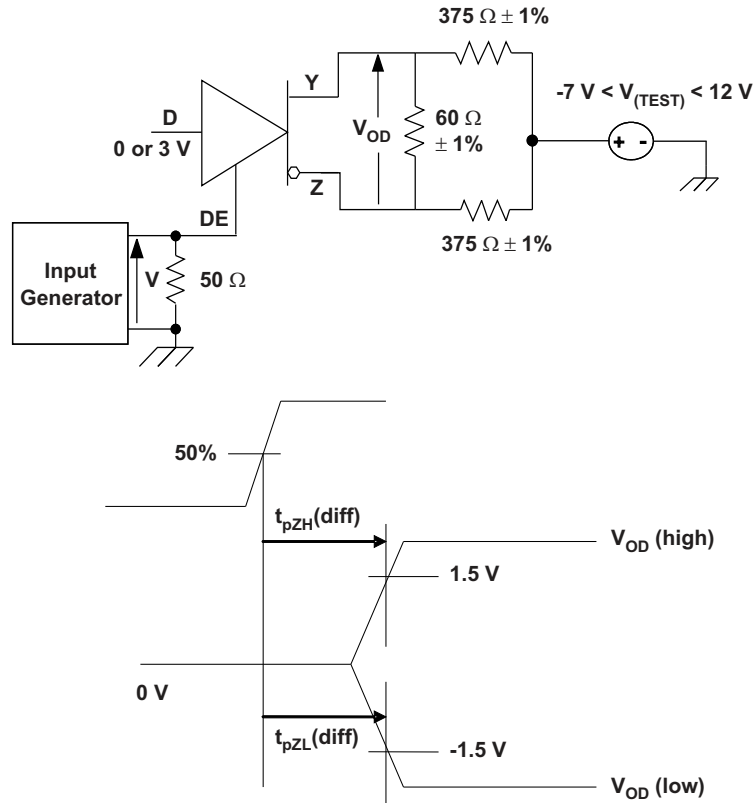 375 Ω ± 1%
Y
-7 V < V(TEST) < 12 V
D
0 or 3 V
VOD
60 Ω
± 1%
+ -
Z
DE
375 Ω ± 1%
Input
Generator
V
50 Ω
50%
tpZH(diff)
VOD (high)
1.5 V
0 V
tpZL(diff)
-1.5 V
VOD (low)